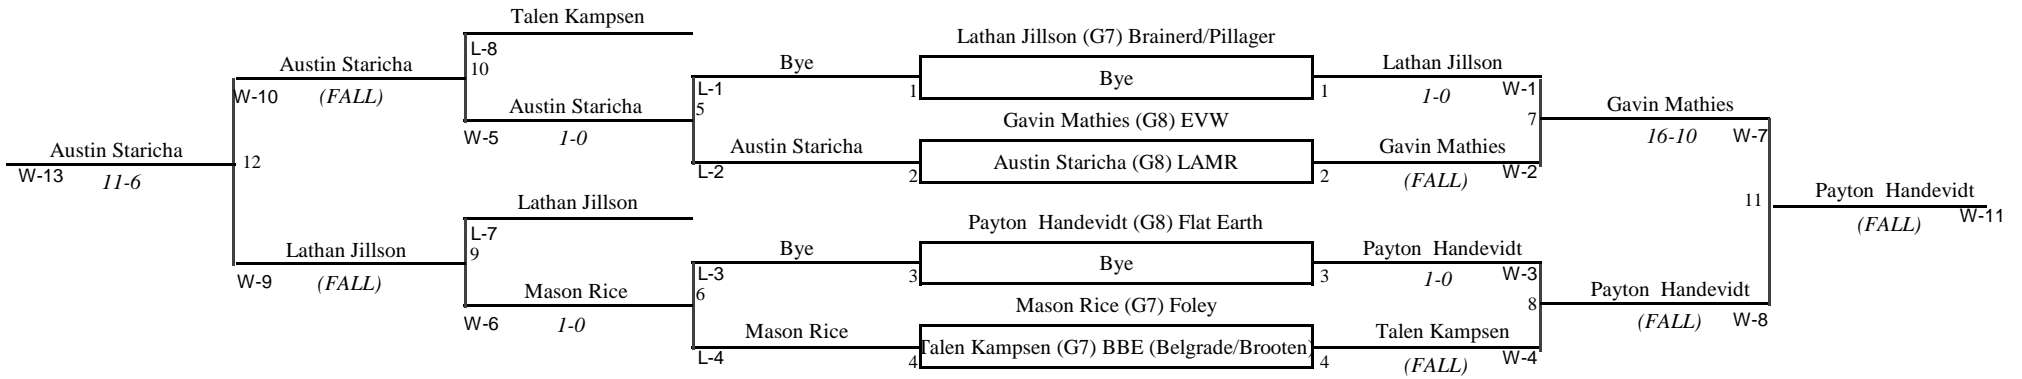 Talen Kampsen
L-8
10
Lathan Jillson (G7) Brainerd/Pillager
Austin Staricha
(FALL)
W-10
Bye
L-1
1
Bye
1
Lathan Jillson
1-0
W-1
Austin Staricha
W-5
1-0
5
Gavin Mathies (G8) EVW
7
Gavin Mathies
16-10
W-7
Austin Staricha
W-13
11-6
12
Austin Staricha
L-2
2
Austin Staricha (G8) LAMR
2
Gavin Mathies
(FALL)
W-2
Lathan Jillson
L-7
9
Payton Handevidt (G8) Flat Earth
11
Payton Handevidt
(FALL)
W-11
Lathan Jillson
W-9
(FALL)
Bye
L-3
3
Bye
3
Payton Handevidt
1-0
W-3
Mason Rice
W-6
1-0
6
Mason Rice (G7) Foley
8
Payton Handevidt
(FALL)
W-8
Mason Rice
L-4
4
Talen Kampsen (G7) BBE (Belgrade/Brooten)
4
Talen Kampsen
(FALL)
W-4